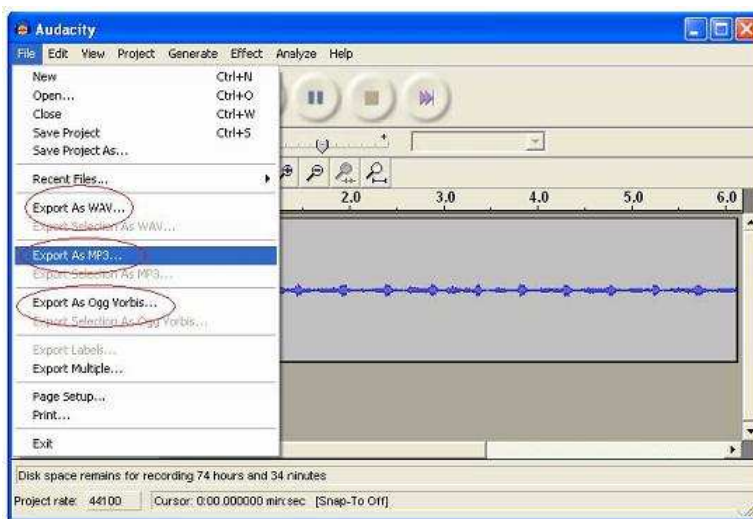 Audacity
File Edit View Project Generate Effect Analyze Help
New Ctrl+N
Open... Ctrl+O
Close Ctrl+W
Save Project Ctrl+S
Save Project As...
Recent Files...
Export As WAV...
Export Selection As WAV...
Export As MP3...
Export Selection As MP3...
Export As Ogg Vorbis...
Export Selection As Ogg Vorbis...
Export Labels...
Export Multiple...
Page Setup...
Print...
Exit
2.0 3.0 4.0 5.0 6.0
Disk space remains for recording 74 hours and 34 minutes
Project rate: 44100 Cursor: 0:00.000000 min:sec [Snap-To Off]